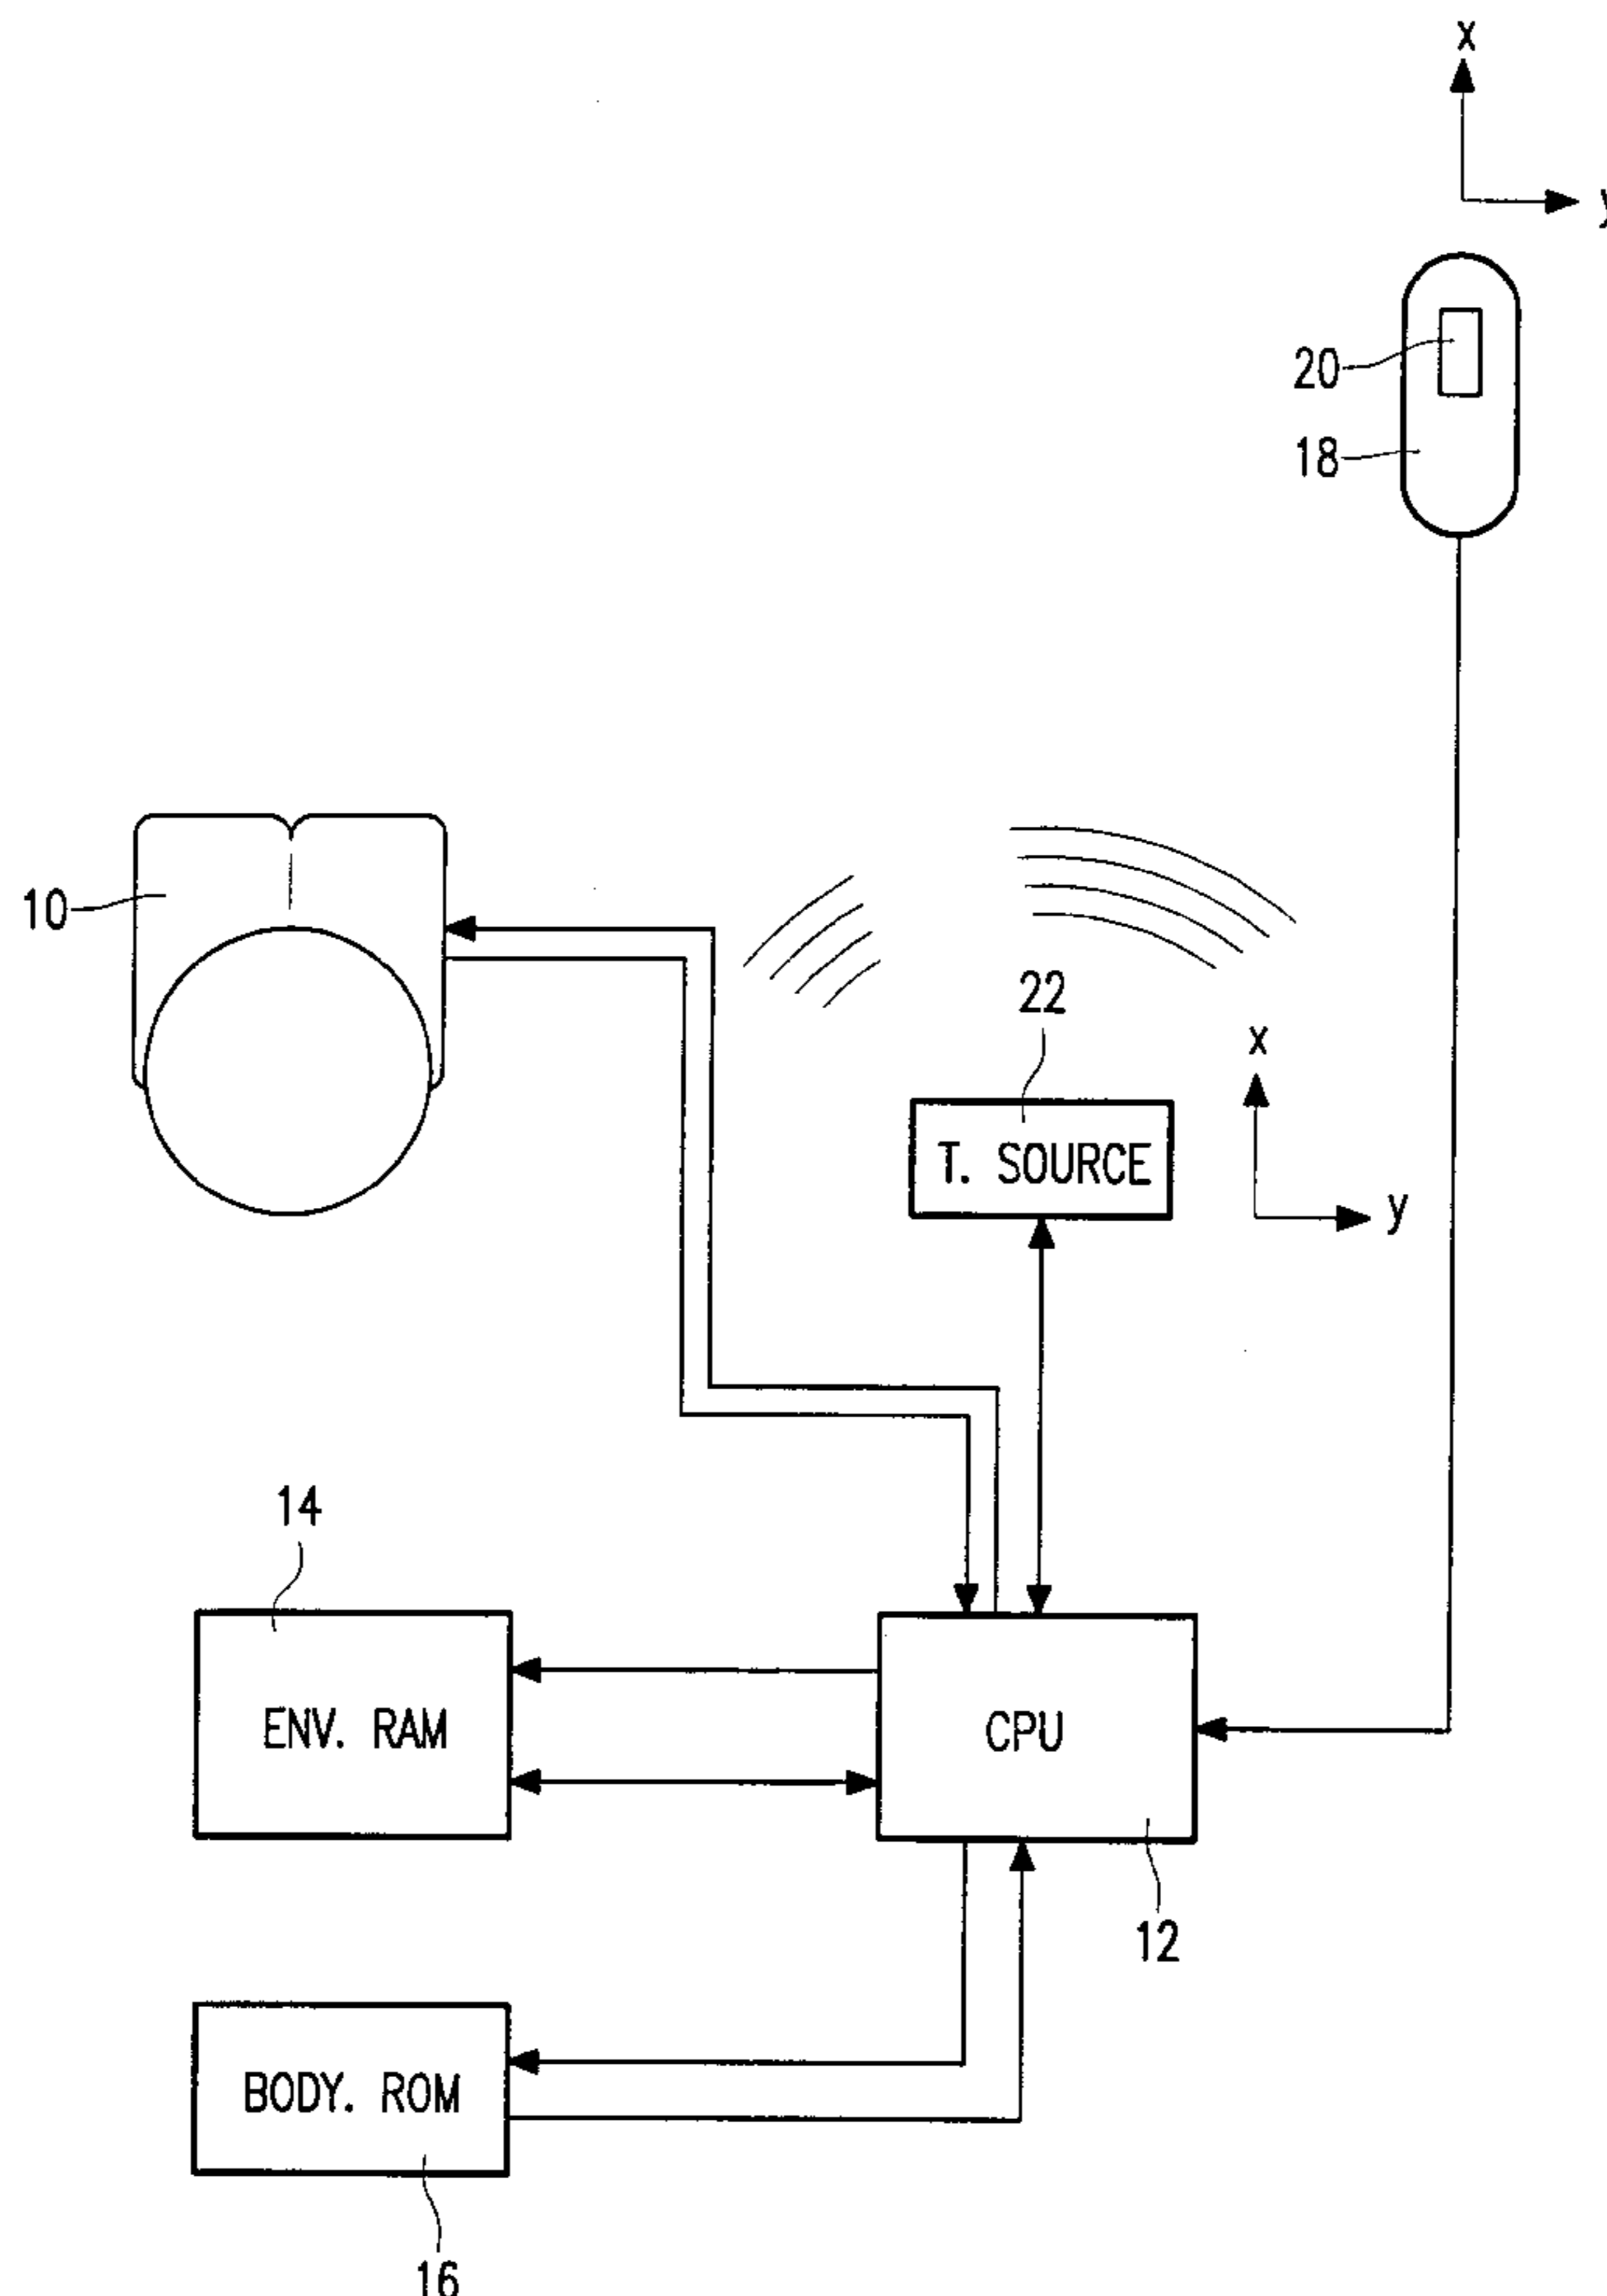 x
y
20
18
10
22
x
T. SOURCE
y
14
ENV. RAM
CPU
12
BODY. ROM
16